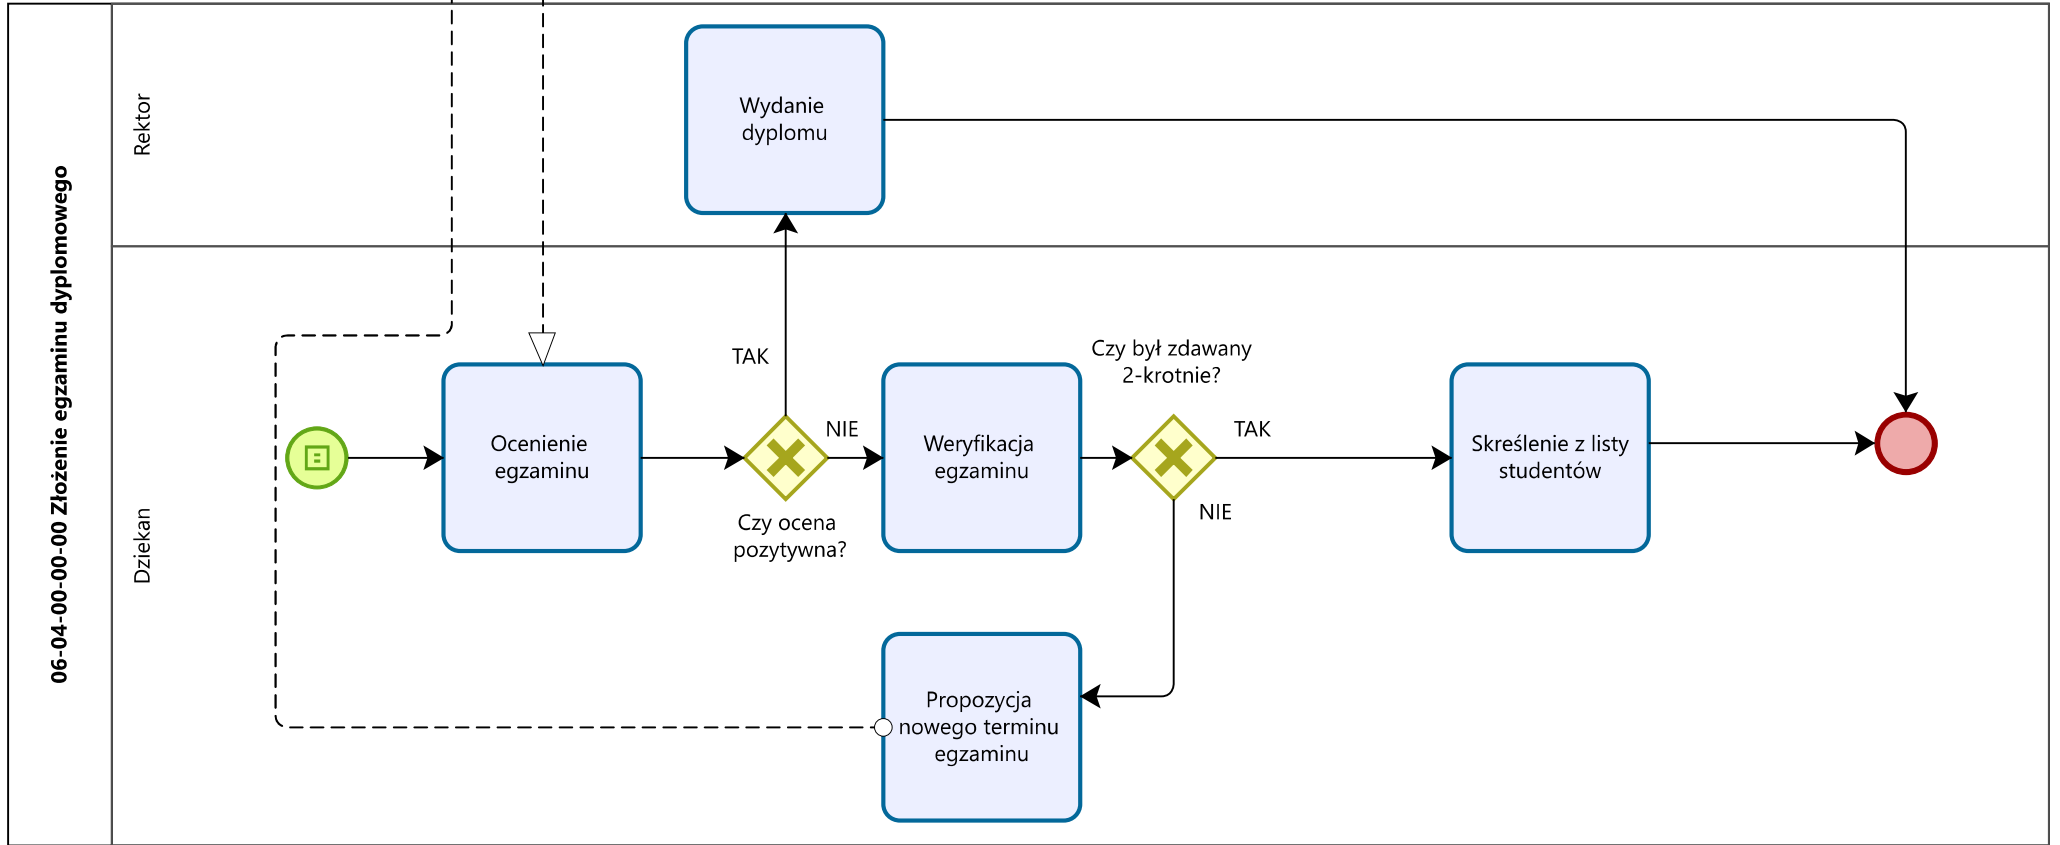 06-04-00-00-00 Złożenie egzaminu dyplomowego
Rektor
Wydanie
dyplomu
Dziekan
Ocenienie
egzaminu
TAK
Czy ocena
pozytywna?
NIE
Weryfikacja
egzaminu
Czy był zdawany
2-krotnie?
TAK
NIE
Skreślenie z listy
studentów
Propozycja
nowego terminu
egzaminu